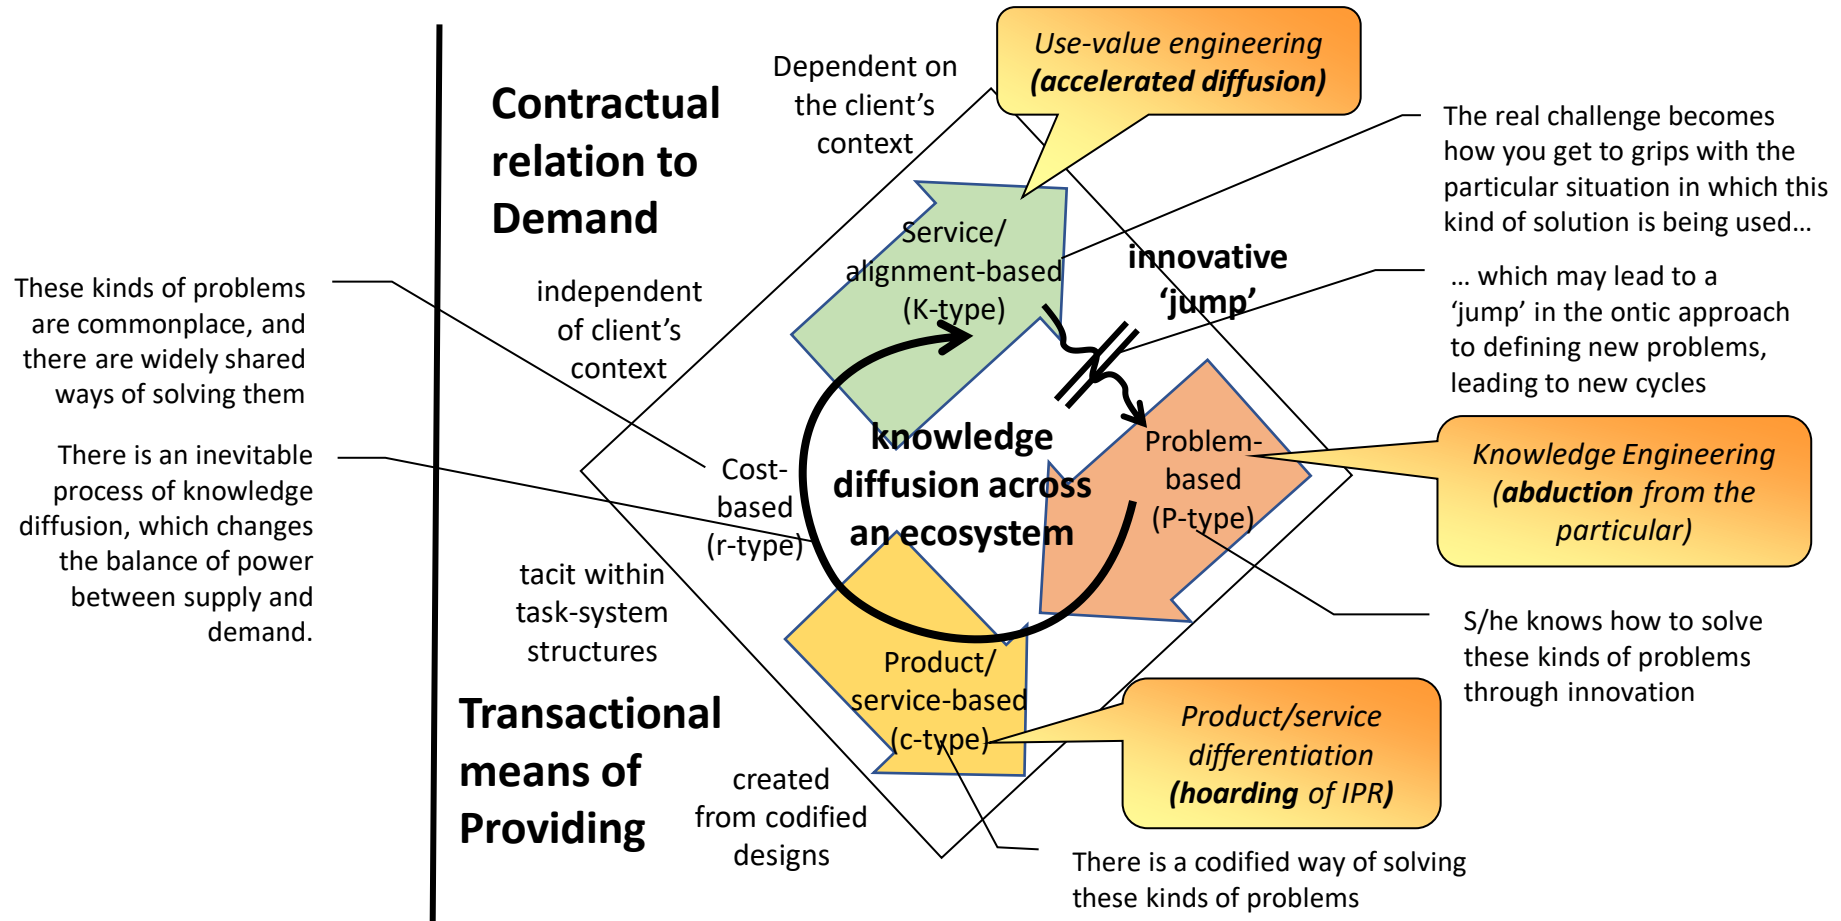 Use-value engineering
(accelerated diffusion)
Dependent on
the client's
context
Contractual
relation to
Demand
The real challenge becomes
how you get to grips with the
particular situation in which this
kind of solution is being used…
Service/
alignment-based
(K-type)
innovative
'jump'
… which may lead to a
'jump' in the ontic approach
to defining new problems,
leading to new cycles
These kinds of problems
are commonplace, and
there are widely shared
ways of solving them
independent
of client's
context
There is an inevitable
process of knowledge
diffusion, which changes
the balance of power
between supply and
demand.
Cost-
based
(r-type)
knowledge
diffusion across
an ecosystem
Problem-
based
(P-type)
Knowledge Engineering
(abduction from the
particular)
tacit within
task-system
structures
S/he knows how to solve
these kinds of problems
through innovation
Product/
service-based
(c-type)
Product/service
differentiation
(hoarding of IPR)
Transactional
means of
Providing
created
from codified
designs
There is a codified way of solving
these kinds of problems